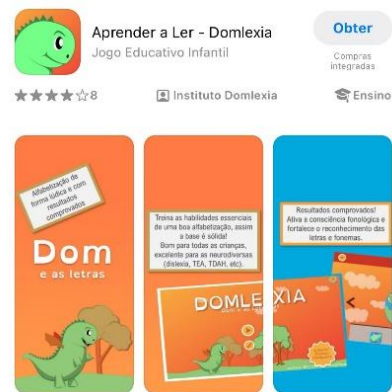 Aprender a Ler - Domlexia
Jogo Educativo Infantil
Obter
Compras
integradas
8
Instituto Domlexia
Ensino
Alfabetização de
forma lúdica e com
resultados
comprovados
Dom
e as letras
Treina as habilidades essenciais
de uma boa alfabetização, assim
a base é sólida!
Bom para todas as crianças,
excelente para as neurodiversas
(dislexia, TEA, TDAH, etc).
DOMLEXIA
Resultados comprovados!
Ativa a consciência fonológica e
fortalece o reconhecimento das
letras e fonemas.